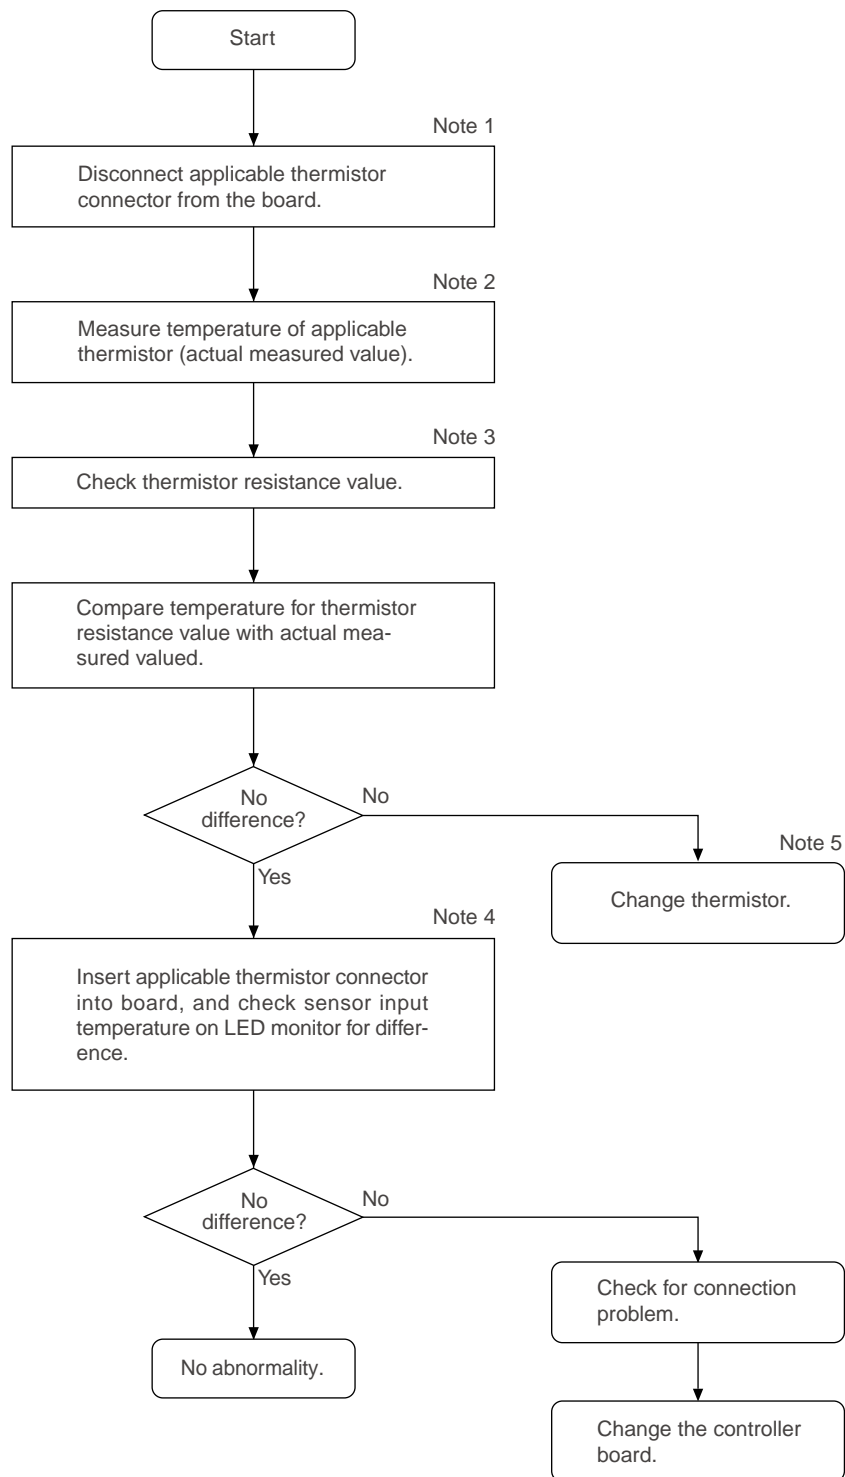 Start
Note 1
Disconnect applicable thermistor
connector from the board.
Note 2
Measure temperature of applicable
thermistor (actual measured value).
Note 3
Check thermistor resistance value.
Compare temperature for thermistor
resistance value with actual mea-
sured valued.
No
difference?
No
Yes
Note 5
Change thermistor.
Note 4
Insert applicable thermistor connector
into board, and check sensor input
temperature on LED monitor for differ-
ence.
No
difference?
No
Yes
Check for connection
problem.
No abnormality.
Change the controller
board.